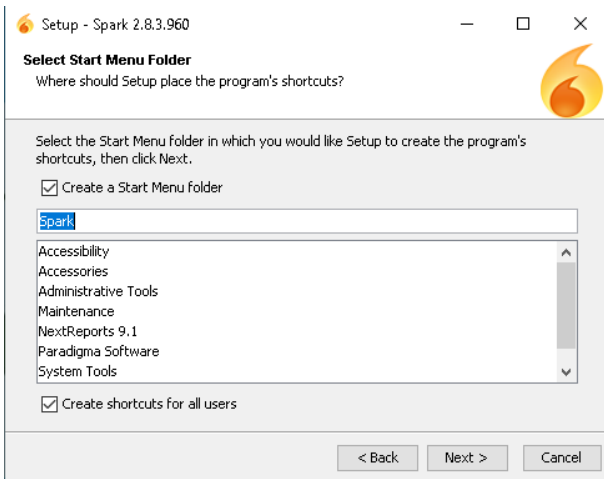 Setup - Spark 2.8.3.960
Select Start Menu Folder
Where should Setup place the program's shortcuts?
Select the Start Menu folder in which you would like Setup to create the program's
shortcuts, then click Next.
Create a Start Menu folder
Spark
Accessibility
Accessories
Administrative Tools
Maintenance
NextReports 9.1
Paradigma Software
System Tools
Create shortcuts for all users
< Back Next > Cancel